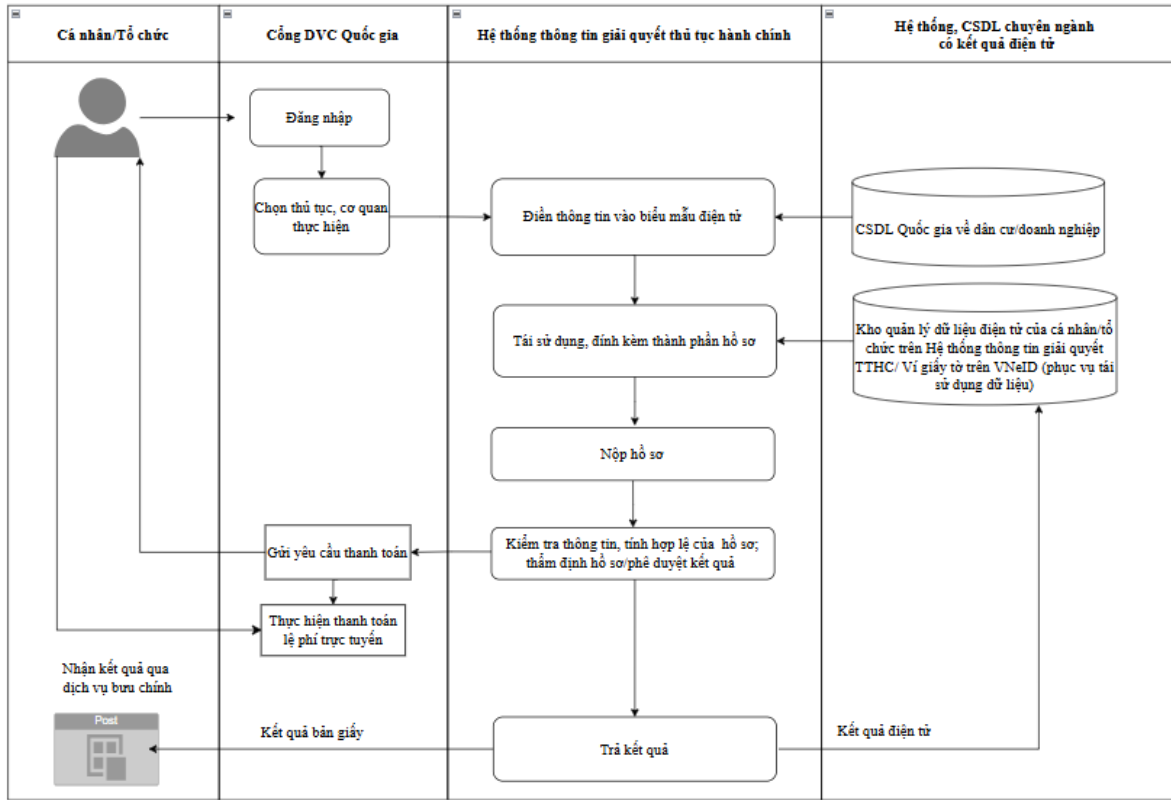 Cá nhân/Tổ chức
Cổng DVC Quốc gia
Hệ thống thông tin giải quyết thủ tục hành chính
Hệ thống, CSDL chuyên ngành
có kết quả điện tử
Đăng nhập
Chọn thủ tục, cơ quan
thực hiện
Điền thông tin vào biểu mẫu điện tử
CSDL Quốc gia về dân cư/doanh nghiệp
Tái sử dụng, đính kèm thành phần hồ sơ
Kho quản lý dữ liệu điện tử của cá nhân/tổ
chức trên Hệ thống thông tin giải quyết
TTHC/ Ví giấy tờ trên VNeID (phục vụ tái
sử dụng dữ liệu)
Nộp hồ sơ
Gửi yêu cầu thanh toán
Kiểm tra thông tin, tính hợp lệ của hồ sơ;
thẩm định hồ sơ/phê duyệt kết quả
Thực hiện thanh toán
lệ phí trực tuyến
Nhận kết quả qua
dịch vụ bưu chính
Post
Kết quả bản giấy
Trả kết quả
Kết quả điện tử